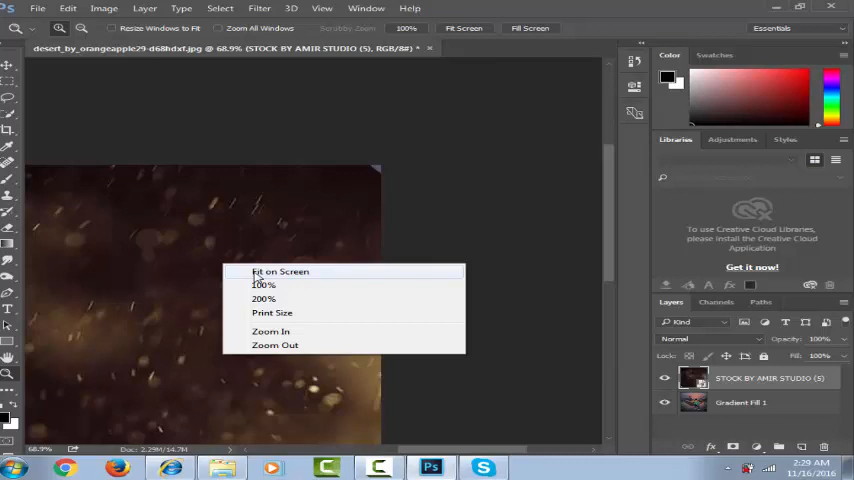 File Edit Image Layer Type Select Filter 3D View Window Help
Resize Windows to Fit Zoom All Windows Scrubby Zoom 100% Fit Screen Fill Screen Essentials
desert_by_orangeapple29-d68hdxf.jpg @ 68.9% (STOCK BY AMIR STUDIO (5), RGB/8#) *
Color Swatches
Libraries Adjustments Styles
To use Creative Cloud Libraries,
please install the Creative Cloud
Application
Get it now!
Fit on Screen
100%
200%
Print Size
Zoom In
Zoom Out
Layers Channels Paths
Kind
Normal Opacity: 100%
Lock: Fill: 100%
STOCK BY AMIR STUDIO (5)
Gradient Fill 1
68.9% Doc: 2.29M/14.7M
fx
Ps
2:29 AM
11/16/2016